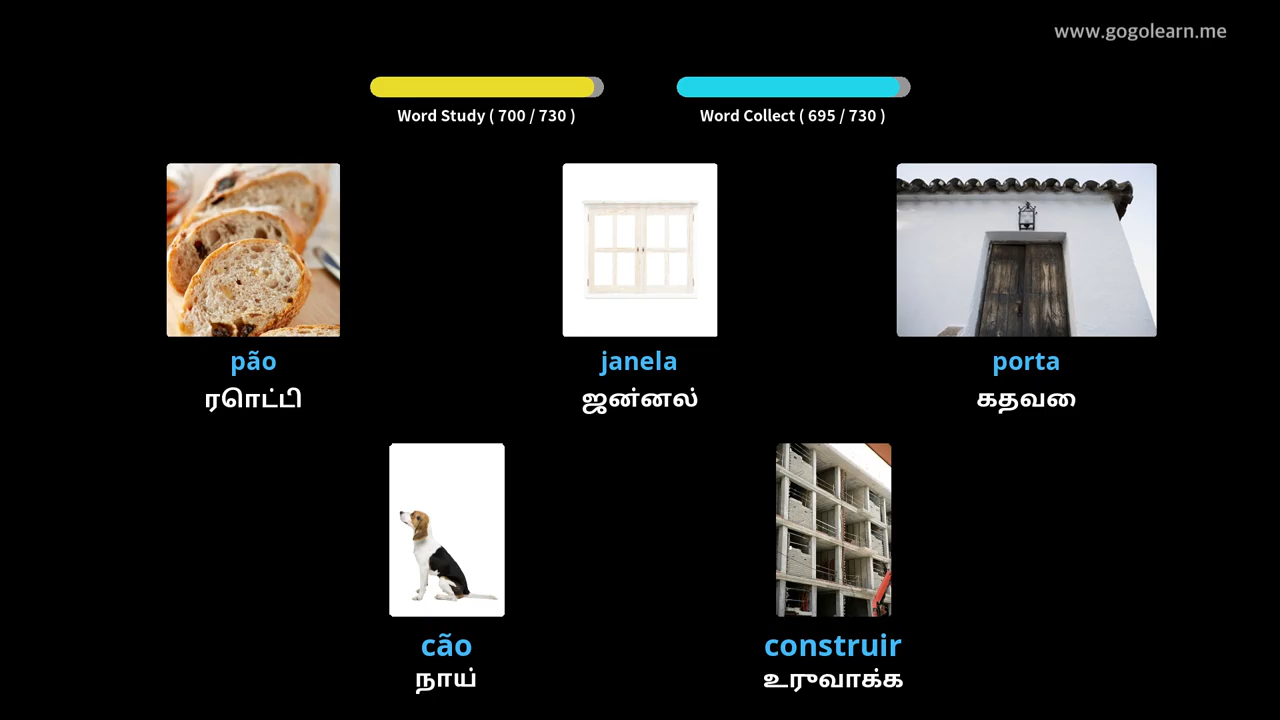 www.gogolearn.me
Word Study ( 700 / 730 )
Word Collect ( 695 / 730 )
pão
janela
porta
ரொட்டி
ஜன்னல்
கதவை
cão
construir
நாய்
உருவாக்க